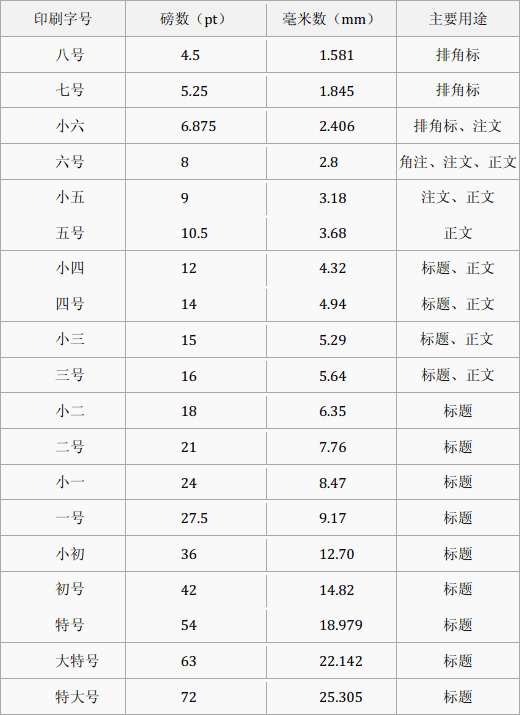 印刷字号 磅数（pt） 毫米数（mm） 主要用途
八号 4.5 1.581 排角标
七号 5.25 1.845 排角标
小六 6.875 2.406 排角标、注文
六号 8 2.8 角注、注文、正文
小五 9 3.18 注文、正文
五号 10.5 3.68 正文
小四 12 4.32 标题、正文
四号 14 4.94 标题、正文
小三 15 5.29 标题、正文
三号 16 5.64 标题、正文
小二 18 6.35 标题
二号 21 7.76 标题
小一 24 8.47 标题
一号 27.5 9.17 标题
小初 36 12.70 标题
初号 42 14.82 标题
特号 54 18.979 标题
大特号 63 22.142 标题
特大号 72 25.305 标题